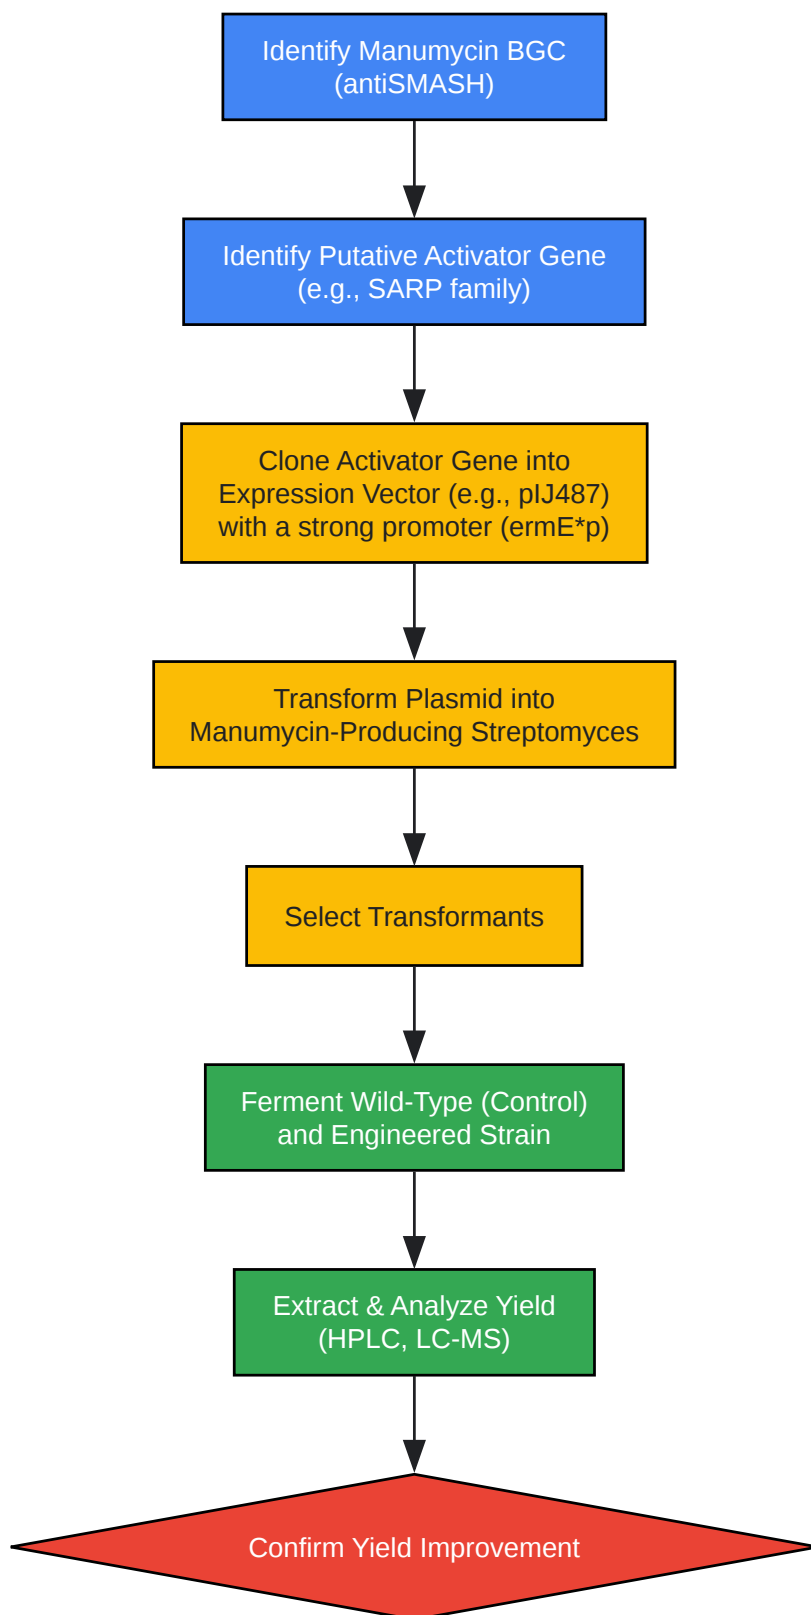 Identify Manumycin BGC
(antiSMASH)
Identify Putative Activator Gene
(e.g., SARP family)
Clone Activator Gene into
Expression Vector (e.g., pIJ487)
with a strong promoter (ermE*p)
Transform Plasmid into
Manumycin-Producing Streptomyces
Select Transformants
Ferment Wild-Type (Control)
and Engineered Strain
Extract & Analyze Yield
(HPLC, LC-MS)
Confirm Yield Improvement